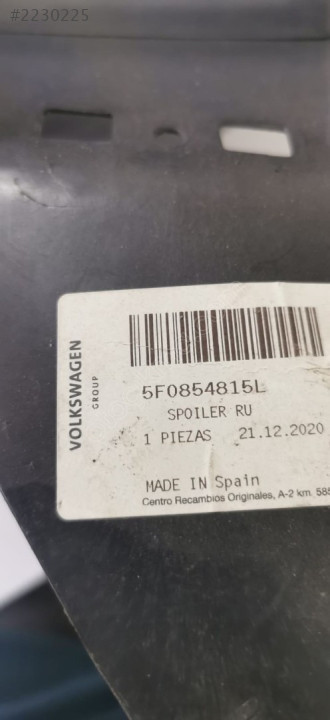 #2230225
VOLKSWAGEN
GROUP
5F0854815L
SPOILER RU
1 PIEZAS 21.12.2020
MADE IN Spain
Centro Recambios Originales, A-2 km. 585